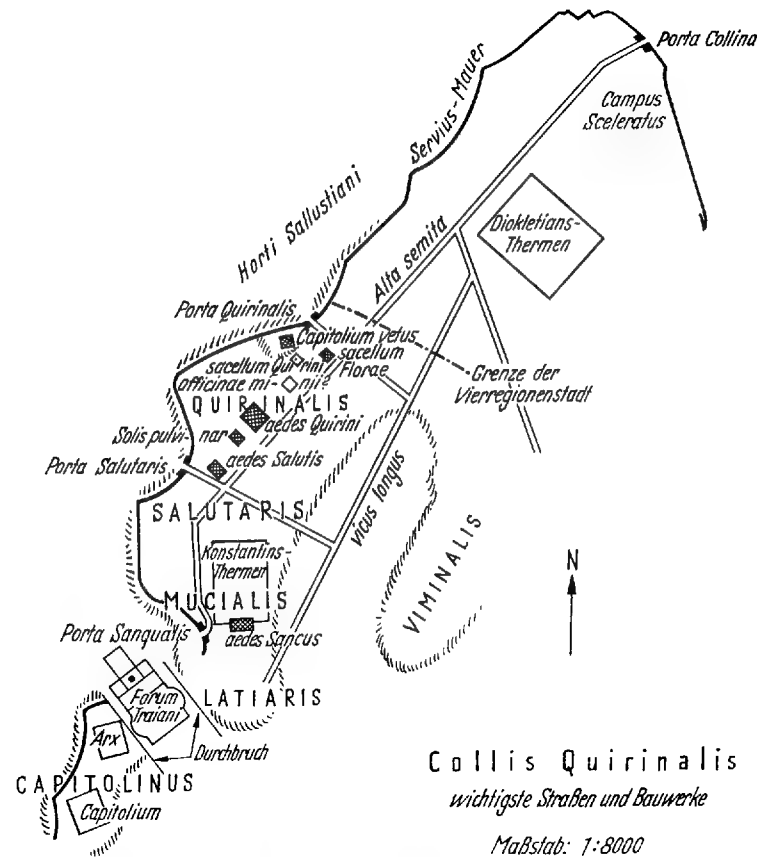 Porta Collina
Campus
Sceleratus
Servius-Mauer
Horti Sallustiani
Diokletians-
Thermen
Alta semita
Porta Quirinalis
Capitolium vetus
sacellum
Florae
sacellum Quirini
officinae mi-
nii?
Grenze der
Vierregionenstadt
QUIRINALIS
aedes Quirini
Solis pulvi-
nar
aedes Salutis
Porta Salutaris
vicus longus
SALUTARIS
VIMINALIS
Konstantins-
Thermen
N
MUCIALIS
Porta Sanqualis
aedes Sancus
LATIARIS
Forum
Traiani
Arx
Durchbruch
CAPITOLINUS
Capitolium
Collis Quirinalis
wichtigste Straßen und Bauwerke
Maßstab: 1:8000